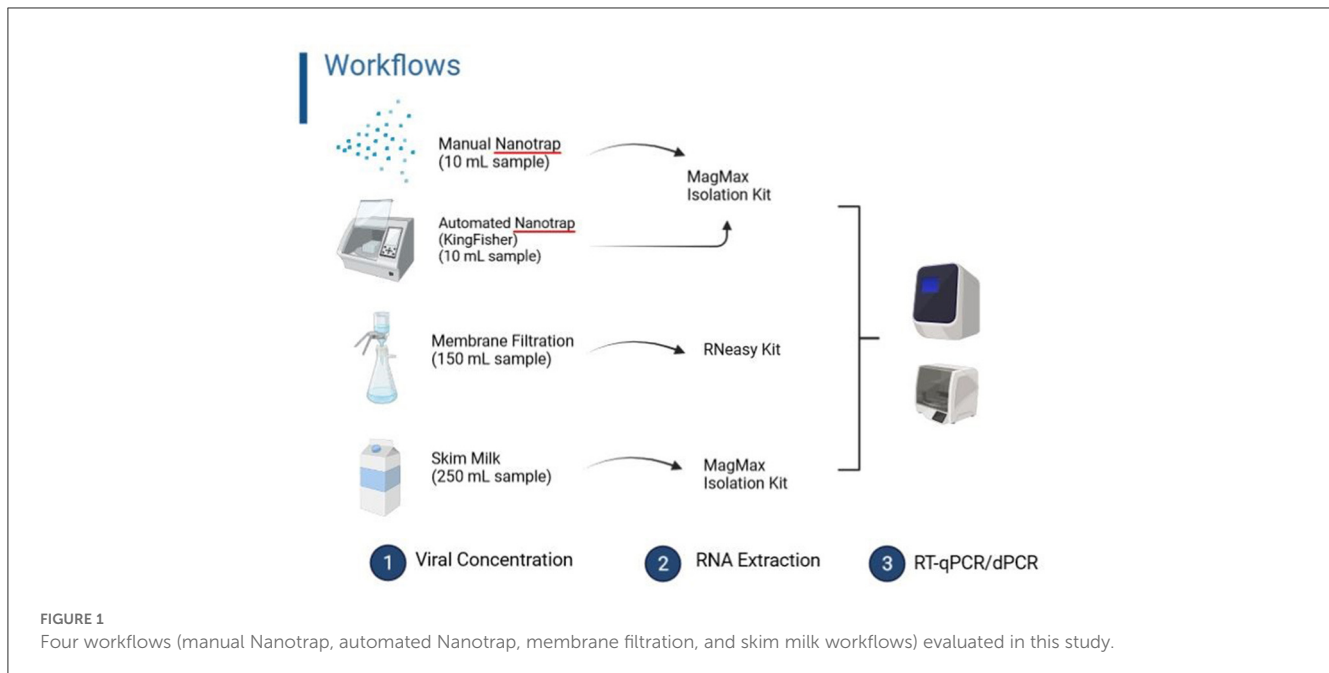 Workflows
Manual Nanotrap
(10 mL sample)
MagMax
Isolation Kit
Automated Nanotrap
(KingFisher)
(10 mL sample)
Membrane Filtration
(150 mL sample)
RNeasy Kit
Skim Milk
(250 mL sample)
MagMax
Isolation Kit
1 Viral Concentration
2 RNA Extraction
3 RT-qPCR/dPCR
FIGURE 1
Four workflows (manual Nanotrap, automated Nanotrap, membrane filtration, and skim milk workflows) evaluated in this study.